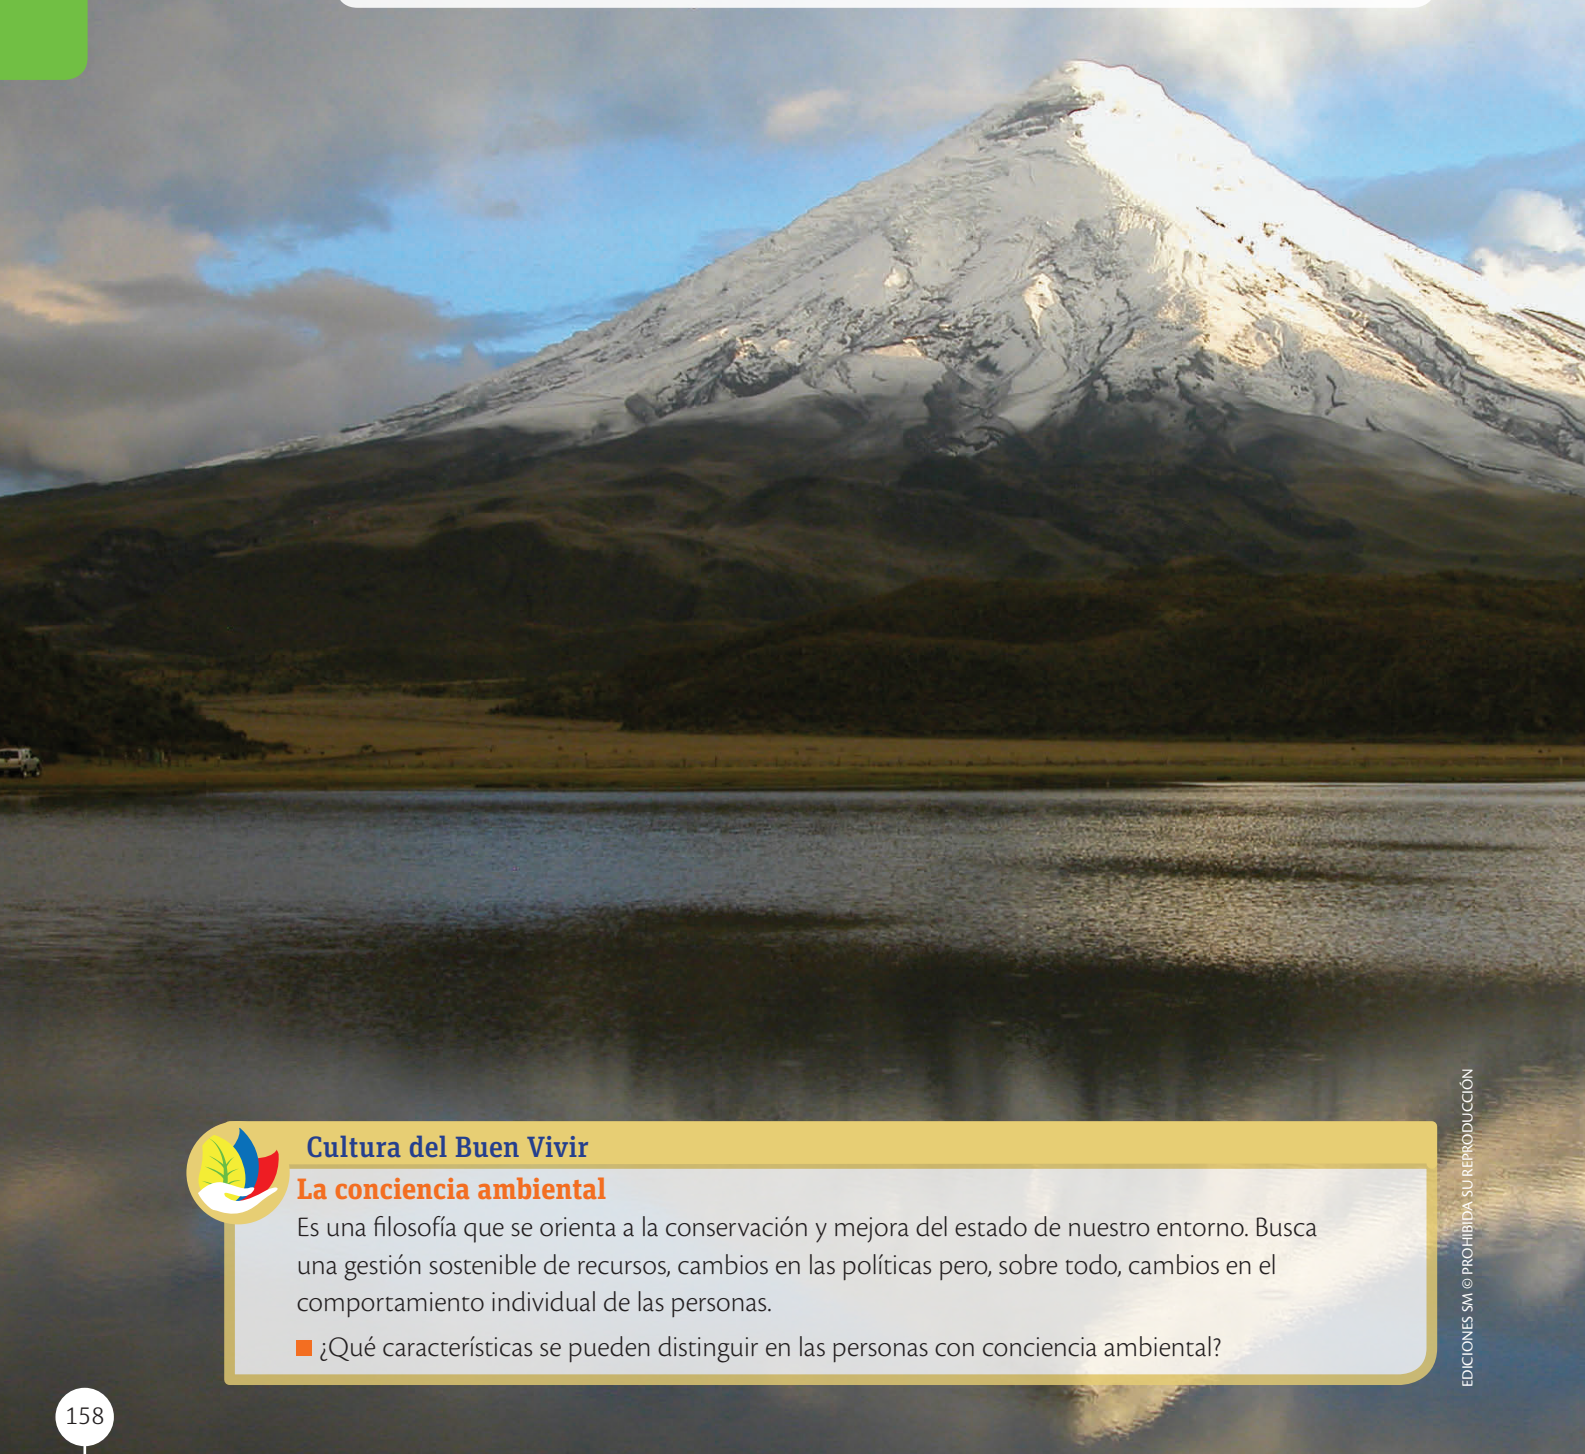 Cultura del Buen Vivir
La conciencia ambiental
Es una filosofía que se orienta a la conservación y mejora del estado de nuestro entorno. Busca
una gestión sostenible de recursos, cambios en las políticas pero, sobre todo, cambios en el
comportamiento individual de las personas.
¿Qué características se pueden distinguir en las personas con conciencia ambiental?
EDICIONES SM © PROHIBIDA SU REPRODUCCIÓN
158